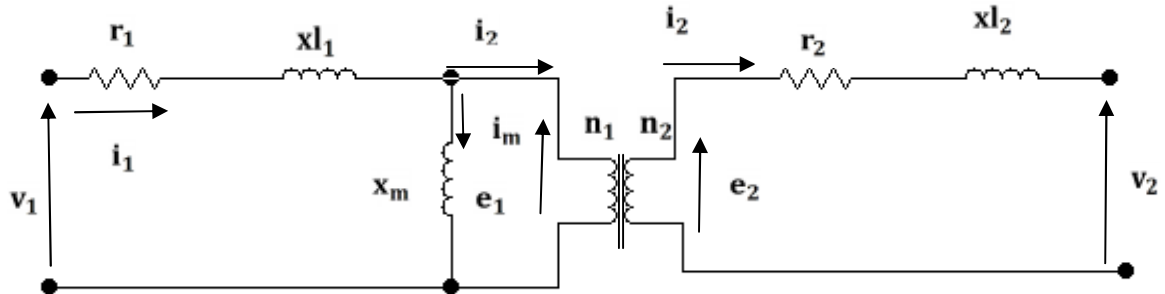 r₁
xl₁
i₂
i₂
r₂
xl₂
i₁
iₘ
n₁
n₂
v₁
xₘ
e₁
e₂
v₂